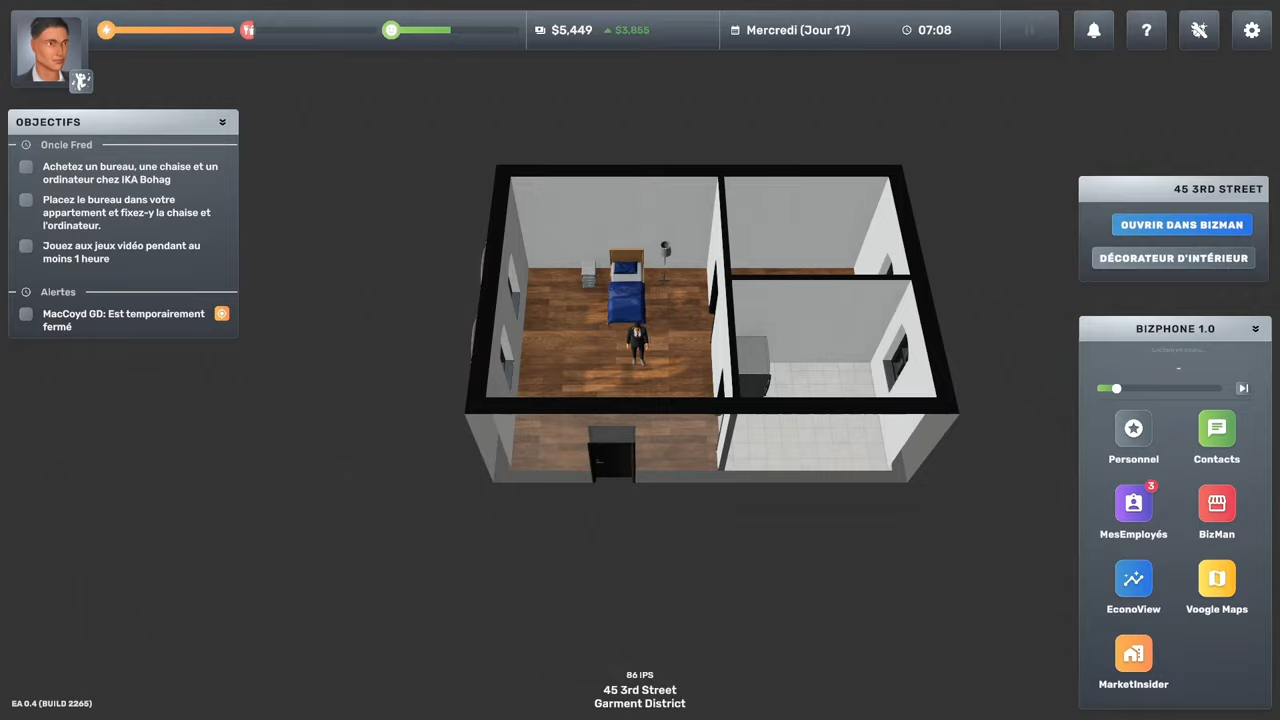 $5,449
$3,855
Mercredi (Jour 17)
07:08
?
OBJECTIFS
Oncle Fred
Achetez un bureau, une chaise et un
ordinateur chez IKA Bohag
Placez le bureau dans votre
appartement et fixez-y la chaise et
l'ordinateur.
Jouez aux jeux vidéo pendant au
moins 1 heure
Alertes
MacCoyd GD: Est temporairement
fermé
45 3RD STREET
OUVRIR DANS BIZMAN
DÉCORATEUR D'INTÉRIEUR
BIZPHONE 1.0
-
Personnel
Contacts
3
MesEmployés
BizMan
EconoView
Voogle Maps
MarketInsider
86 IPS
45 3rd Street
Garment District
EA 0.4 (BUILD 2265)